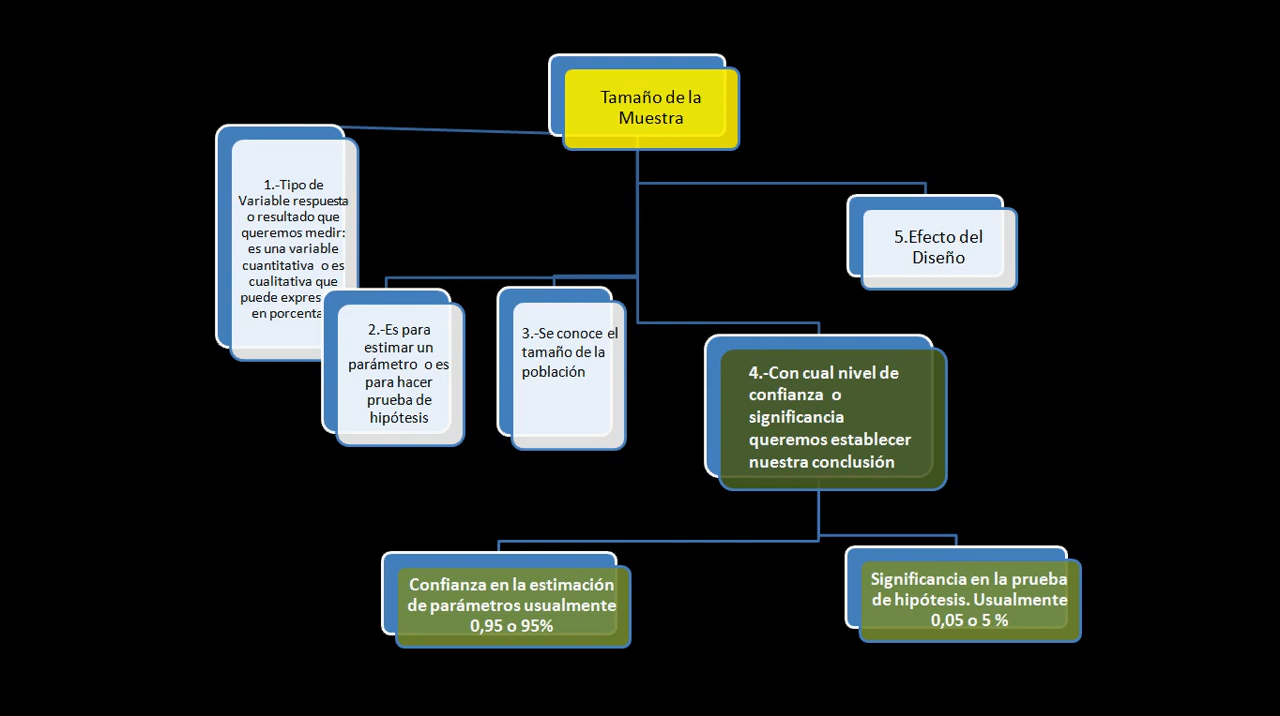 Tamaño de la
Muestra
1.-Tipo de
Variable respuesta
o resultado que
queremos medir:
es una variable
cuantitativa o es
cualitativa que
puede
en
2.-Es para
estimar un
parámetro o es
para hacer
prueba de
hipótesis
3.-Se conoce el
tamaño de la
población
4.-Con cual nivel de
confianza o
significancia
queremos establecer
nuestra conclusión
5.Efecto del
Diseño
Confianza en la estimación
de parámetros usualmente
0,95 o 95%
Significancia en la prueba
de hipótesis. Usualmente
0,05 o 5 %